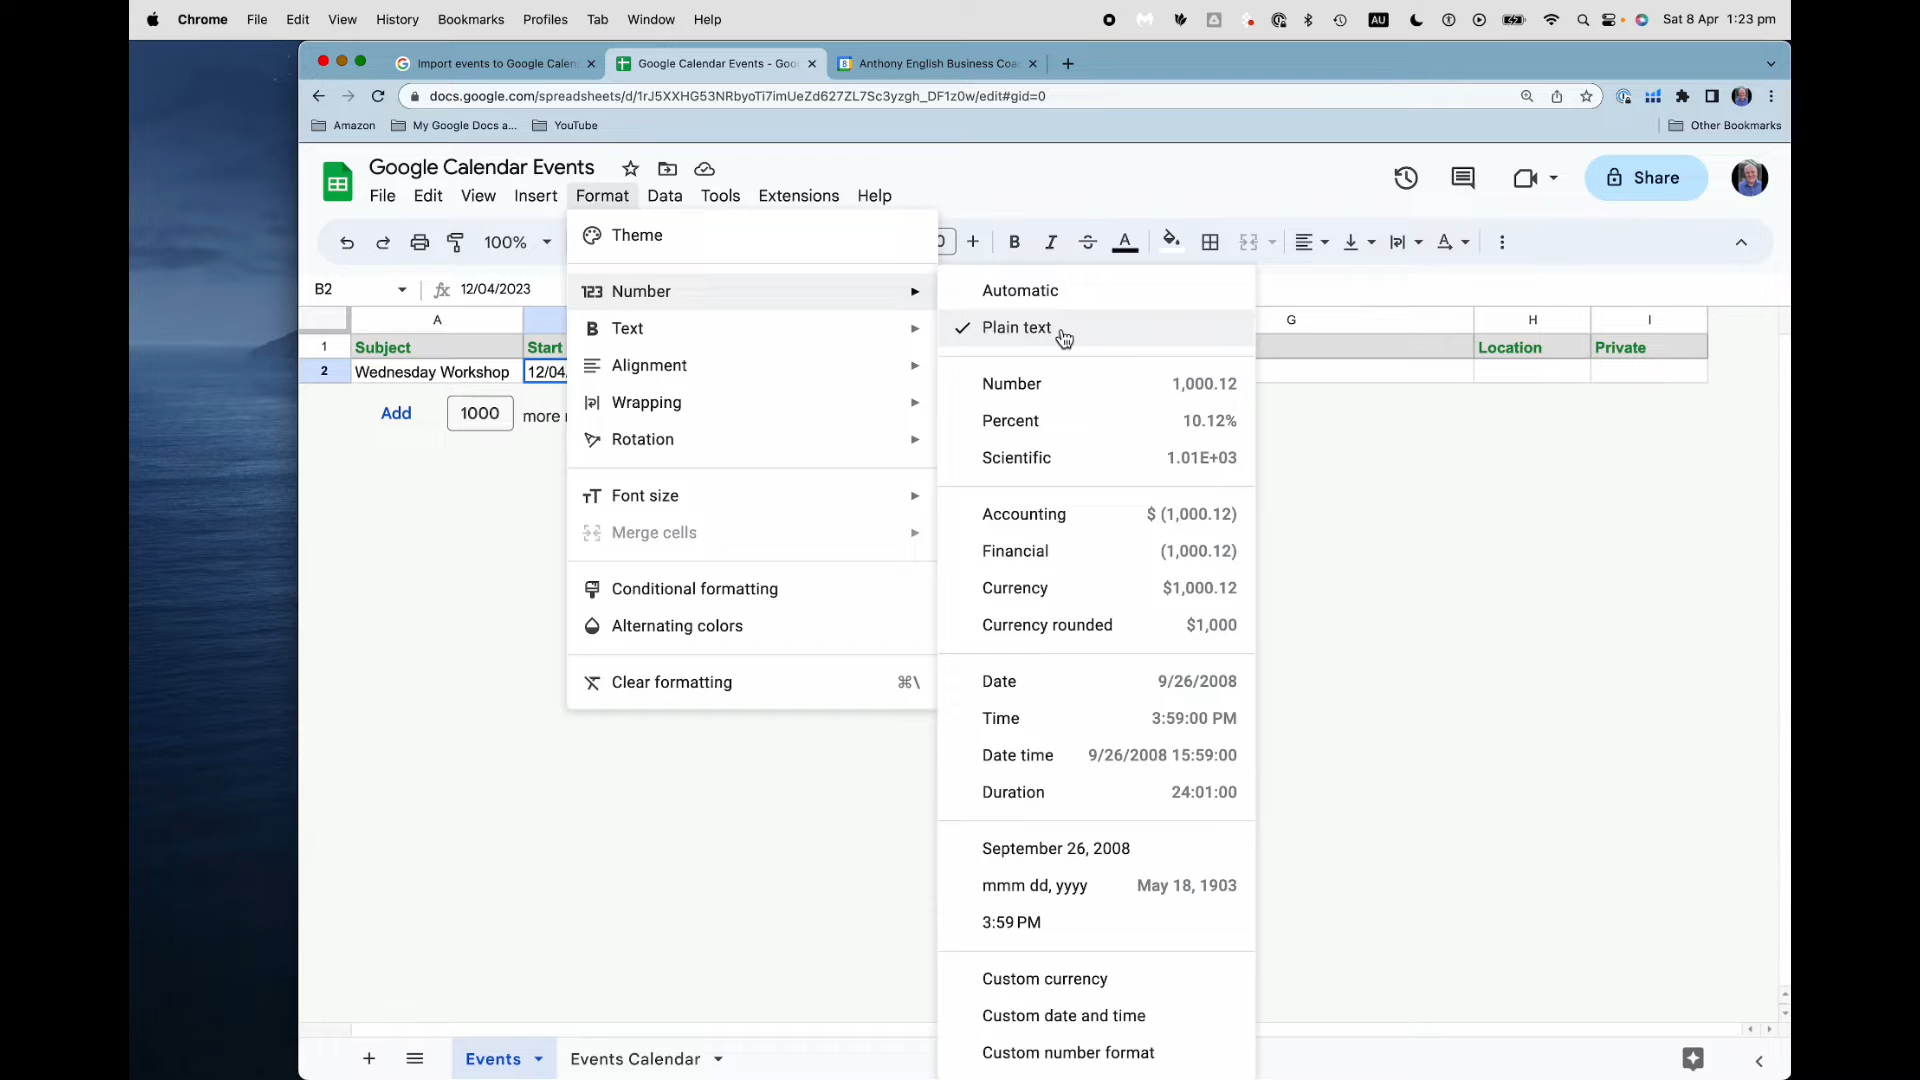 Chrome File Edit View History Bookmarks Profiles Tab Window Help AU Sat 8 Apr 1:23 pm
Import events to Google Calen Google Calendar Events - Goo 8 Anthony English Business Coa
docs.google.com/spreadsheets/d/1rJ5XXHG53NRbyoTi7imUeZd627ZL7Sc3yzgh_DF1z0w/edit#gid=0
Amazon My Google Docs a... YouTube Other Bookmarks
Google Calendar Events
File Edit View Insert Format Data Tools Extensions Help Share
100% 0 B I S A A
B2 fx 12/04/2023
A G H I
1 Subject Start Location Private
2 Wednesday Workshop 12/04
Add 1000 more r
Theme
123 Number
B Text
Alignment
Wrapping
Rotation
Font size
Merge cells
Conditional formatting
Alternating colors
Clear formatting ⌘\
Automatic
Plain text
Number 1,000.12
Percent 10.12%
Scientific 1.01E+03
Accounting $ (1,000.12)
Financial (1,000.12)
Currency $1,000.12
Currency rounded $1,000
Date 9/26/2008
Time 3:59:00 PM
Date time 9/26/2008 15:59:00
Duration 24:01:00
September 26, 2008
mmm dd, yyyy May 18, 1903
3:59 PM
Custom currency
Custom date and time
Custom number format
Events Events Calendar